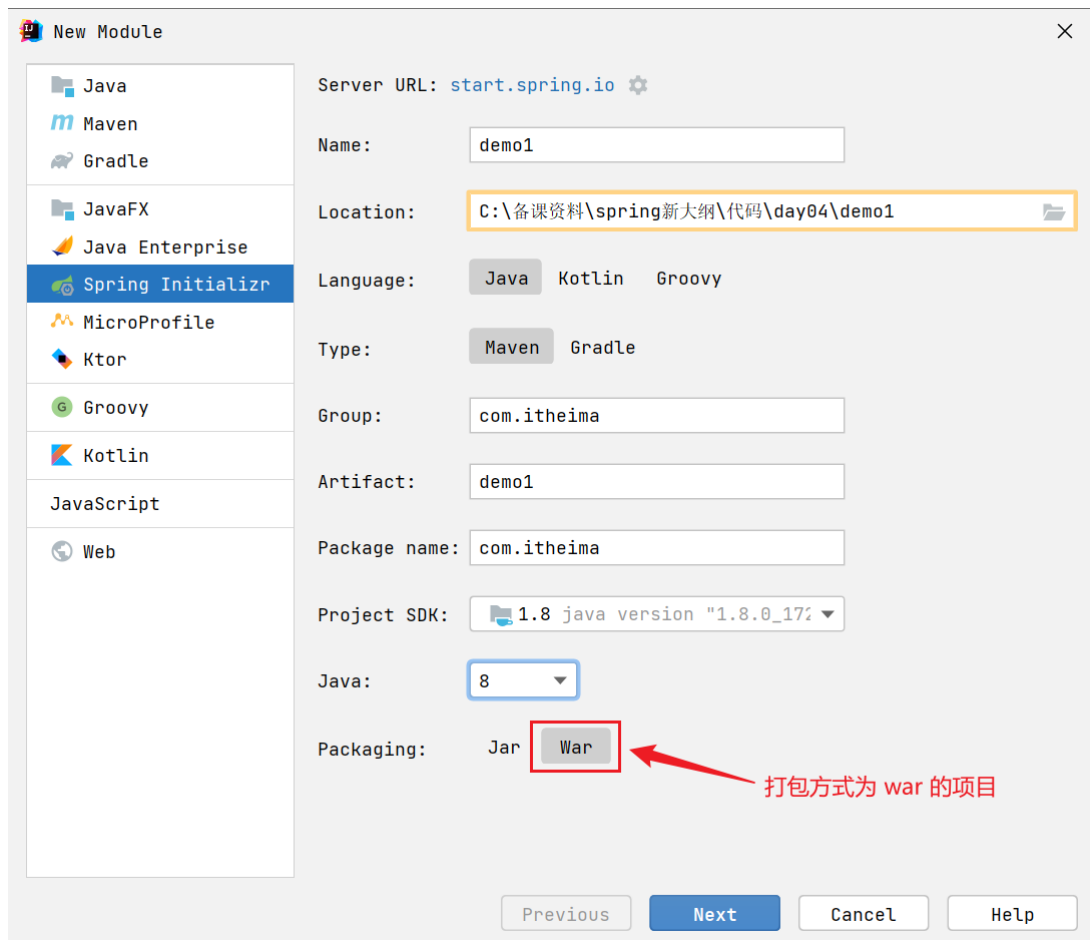 New Module
Java
Maven
Gradle
JavaFX
Java Enterprise
Spring Initializr
MicroProfile
Ktor
G Groovy
Kotlin
JavaScript
Web
Server URL: start.spring.io
Name: demo1
Location: C:\备课资料\spring新大纲\代码\day04\demo1
Language: Java Kotlin Groovy
Type: Maven Gradle
Group: com.itheima
Artifact: demo1
Package name: com.itheima
Project SDK: 1.8 java version "1.8.0_172
Java: 8
Packaging: Jar War
打包方式为 war 的项目
Previous Next Cancel Help